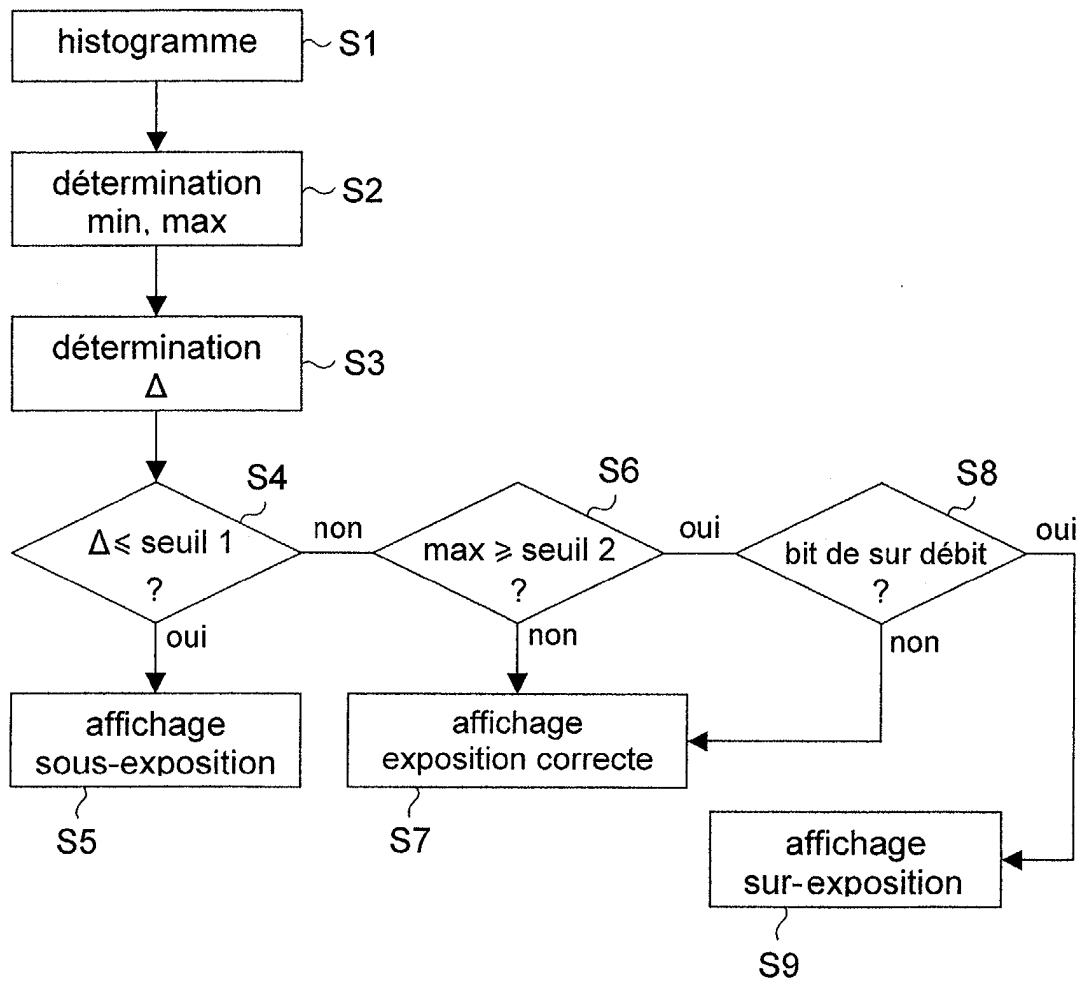 histogramme
S1
détermination
min, max
S2
détermination
Δ
S3
S4
Δ ⩽ seuil 1
?
non
oui
S6
max ⩾ seuil 2
?
oui
non
S8
bit de sur débit
?
oui
non
affichage
sous-exposition
S5
affichage
exposition correcte
S7
affichage
sur-exposition
S9